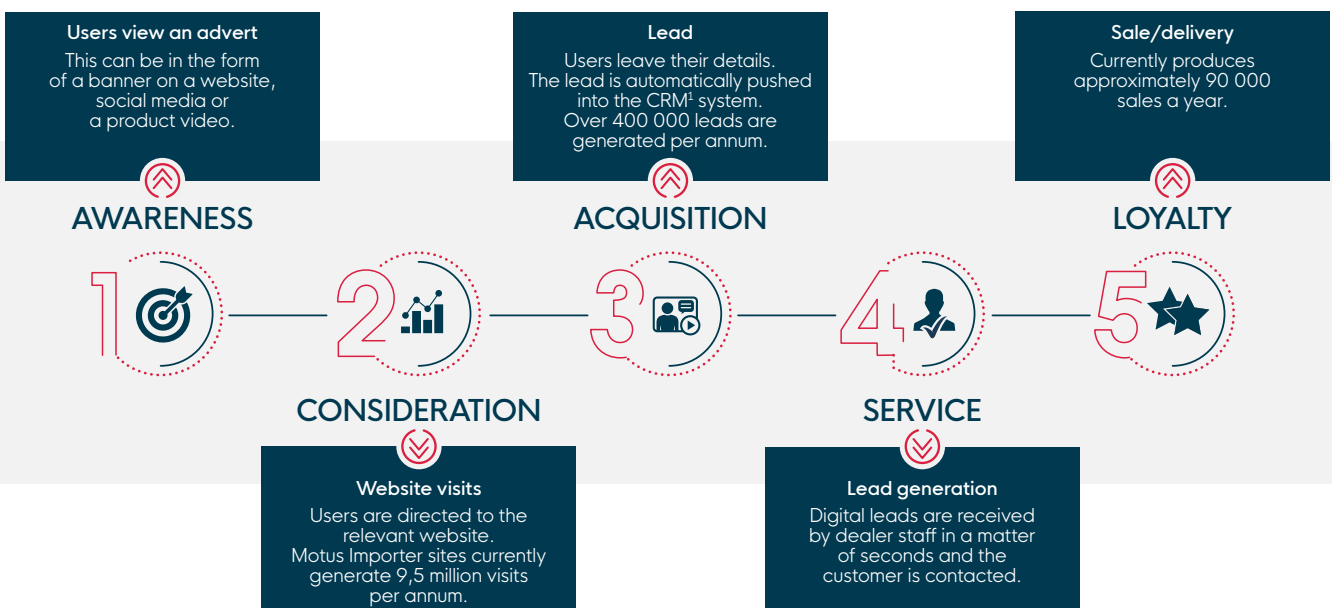 Users view an advert
This can be in the form
of a banner on a website,
social media or
a product video.
AWARENESS
1
Website visits
Users are directed to the
relevant website.
Motus Importer sites currently
generate 9,5 million visits
per annum.
CONSIDERATION
2
Lead
Users leave their details.
The lead is automatically pushed
into the CRM¹ system.
Over 400 000 leads are
generated per annum.
ACQUISITION
3
Lead generation
Digital leads are received
by dealer staff in a matter
of seconds and the
customer is contacted.
SERVICE
4
Sale/delivery
Currently produces
approximately 90 000
sales a year.
LOYALTY
5